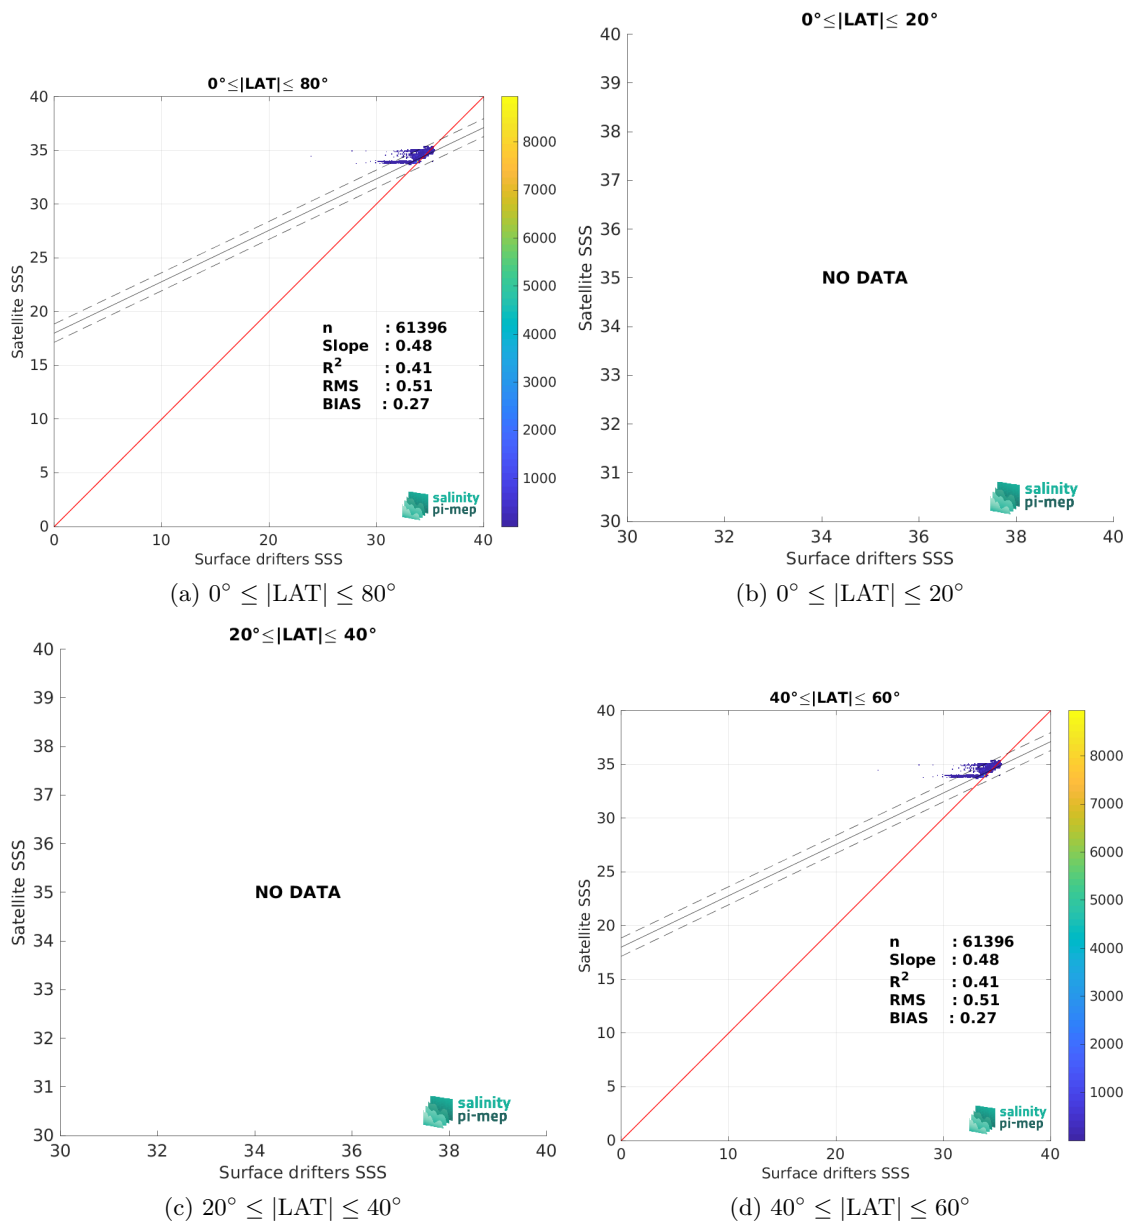 0°≤|LAT|≤ 80°
40
35
30
25
20
15
10
5
0
Satellite SSS
n : 61396
Slope : 0.48
R² : 0.41
RMS : 0.51
BIAS : 0.27
salinity
pi-mep
0 10 20 30 40
Surface drifters SSS
8000
7000
6000
5000
4000
3000
2000
1000
(a) 0° ≤ |LAT| ≤ 80°
0°≤|LAT|≤ 20°
40
39
38
37
36
35
34
33
32
31
30
Satellite SSS
NO DATA
salinity
pi-mep
30 32 34 36 38 40
Surface drifters SSS
(b) 0° ≤ |LAT| ≤ 20°
20°≤|LAT|≤ 40°
40
39
38
37
36
35
34
33
32
31
30
Satellite SSS
NO DATA
salinity
pi-mep
30 32 34 36 38 40
Surface drifters SSS
(c) 20° ≤ |LAT| ≤ 40°
40°≤|LAT|≤ 60°
40
35
30
25
20
15
10
5
0
Satellite SSS
n : 61396
Slope : 0.48
R² : 0.41
RMS : 0.51
BIAS : 0.27
salinity
pi-mep
0 10 20 30 40
Surface drifters SSS
8000
7000
6000
5000
4000
3000
2000
1000
(d) 40° ≤ |LAT| ≤ 60°